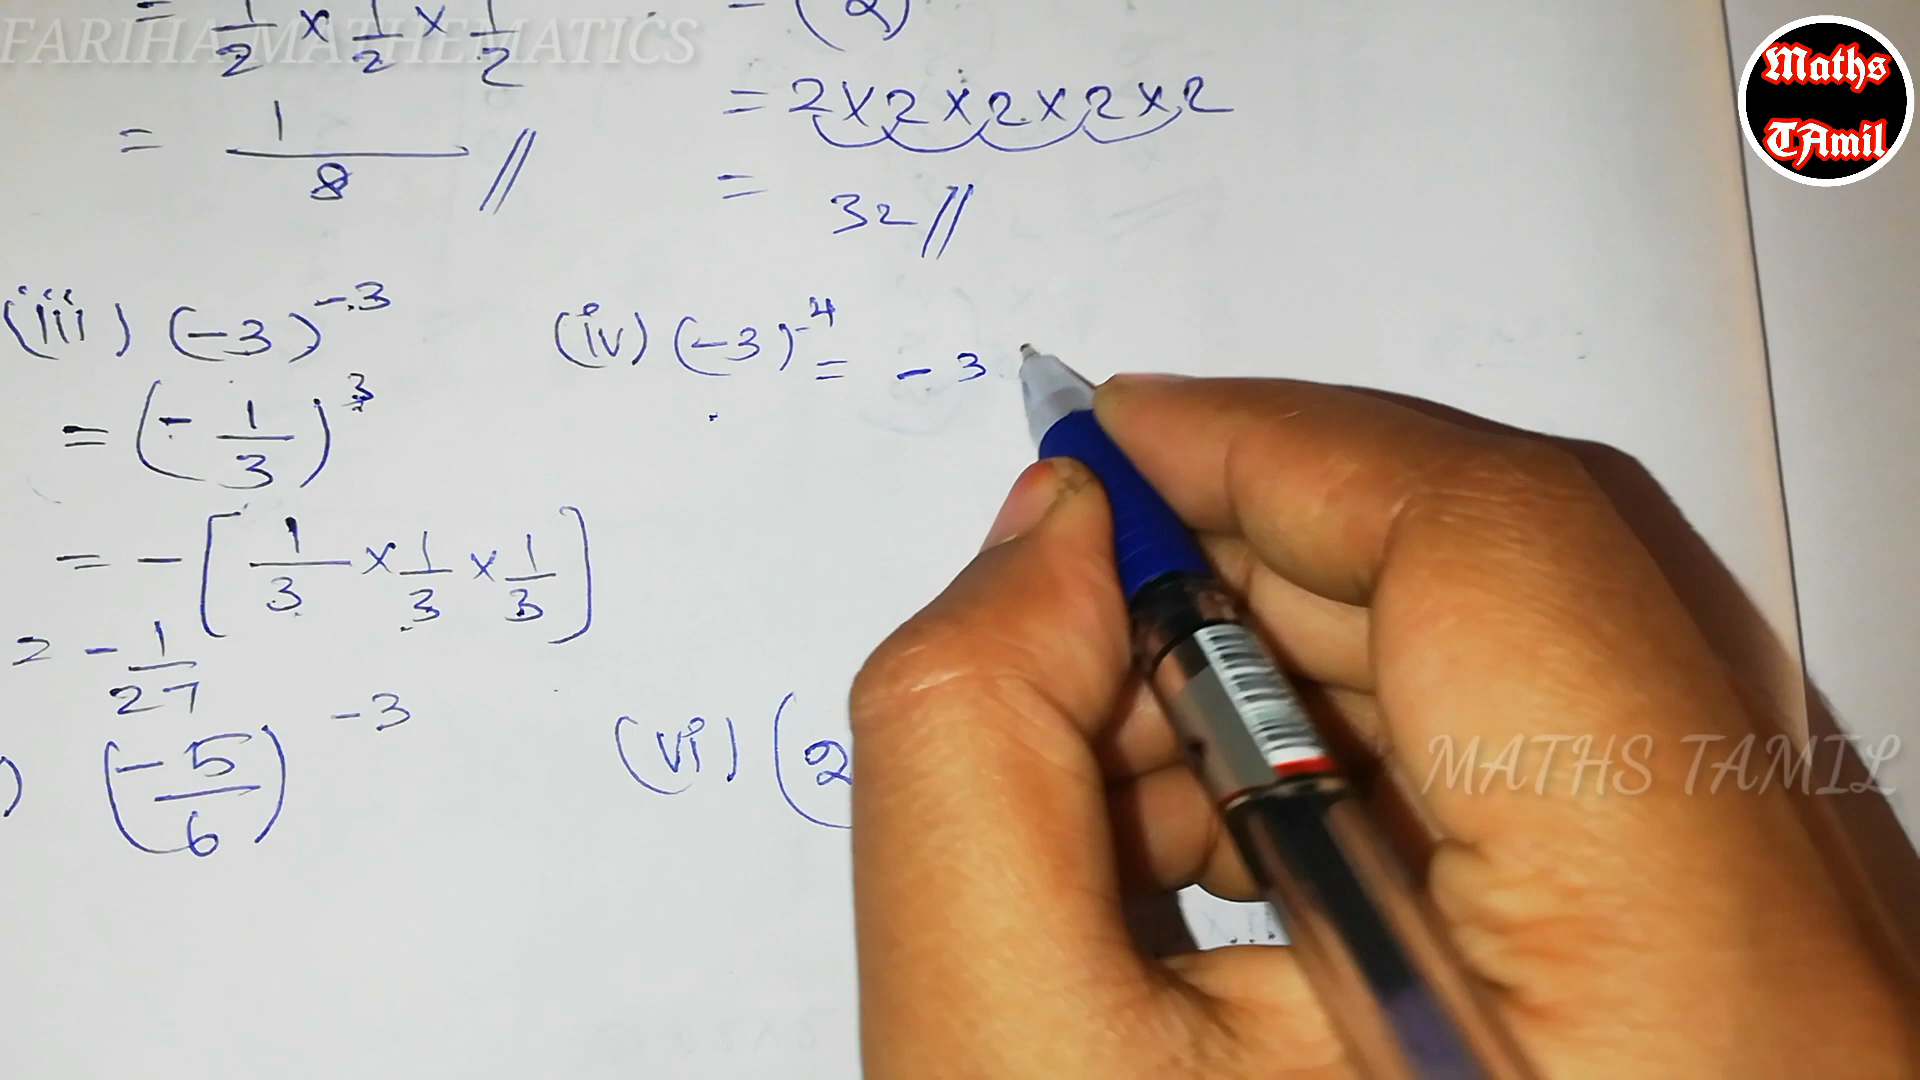 FARIHA MATHEMATICS
= 1/2 × 1/2 × 1/2
= 1/8 //
= 2×2×2×2×2
= 32//
(iii) (-3)^-3
= (-1/3)^3
= -[1/3 × 1/3 × 1/3]
= -1/27
(iv) (-3)^-4 = -3
) (-5/6)^-3
(vi) (2
MATHS TAMIL
Maths
TAmil